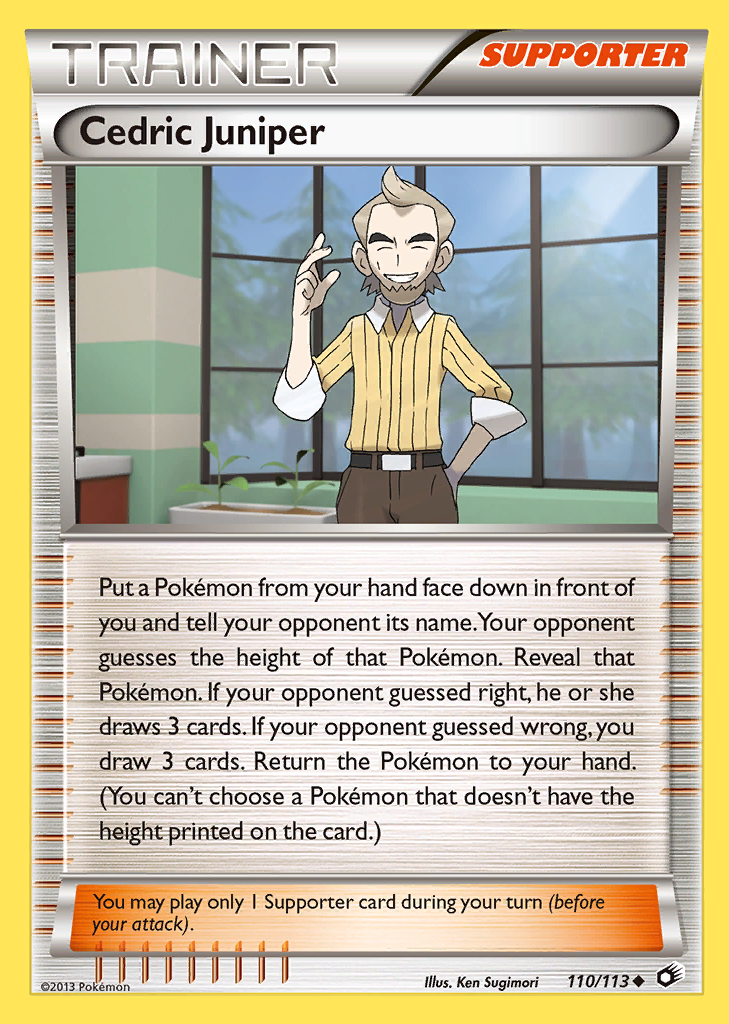 TRAINER
SUPPORTER
Cedric Juniper
Put a Pokémon from your hand face down in front of
you and tell your opponent its name. Your opponent
guesses the height of that Pokémon. Reveal that
Pokémon. If your opponent guessed right, he or she
draws 3 cards. If your opponent guessed wrong, you
draw 3 cards. Return the Pokémon to your hand.
(You can't choose a Pokémon that doesn't have the
height printed on the card.)
You may play only 1 Supporter card during your turn (before
your attack).
©2013 Pokémon
Illus. Ken Sugimori
110/113